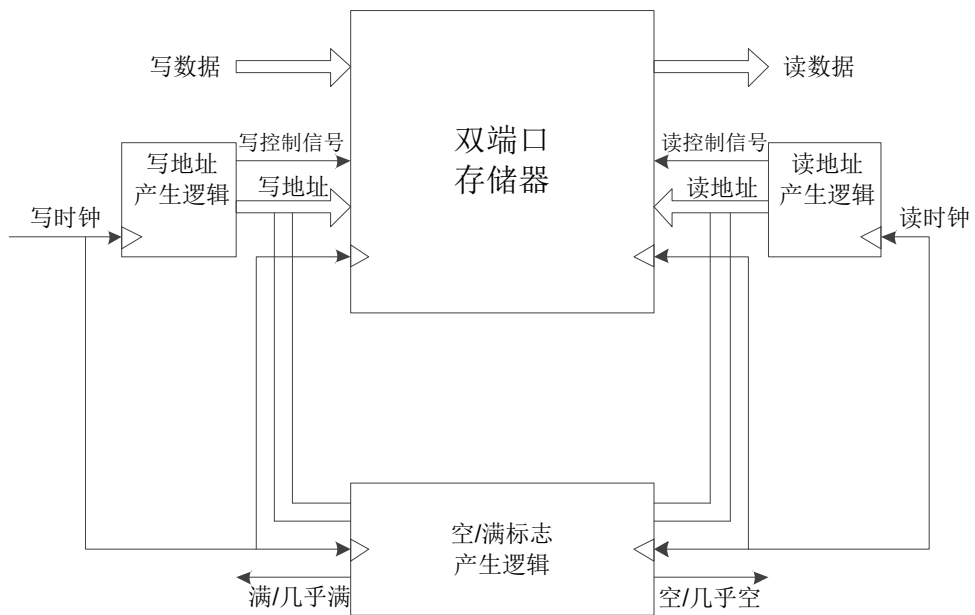 写数据
读数据
双端口
存储器
写控制信号
读控制信号
写地址
产生逻辑
写地址
读地址
读地址
产生逻辑
写时钟
读时钟
空/满标志
产生逻辑
满/几乎满
空/几乎空